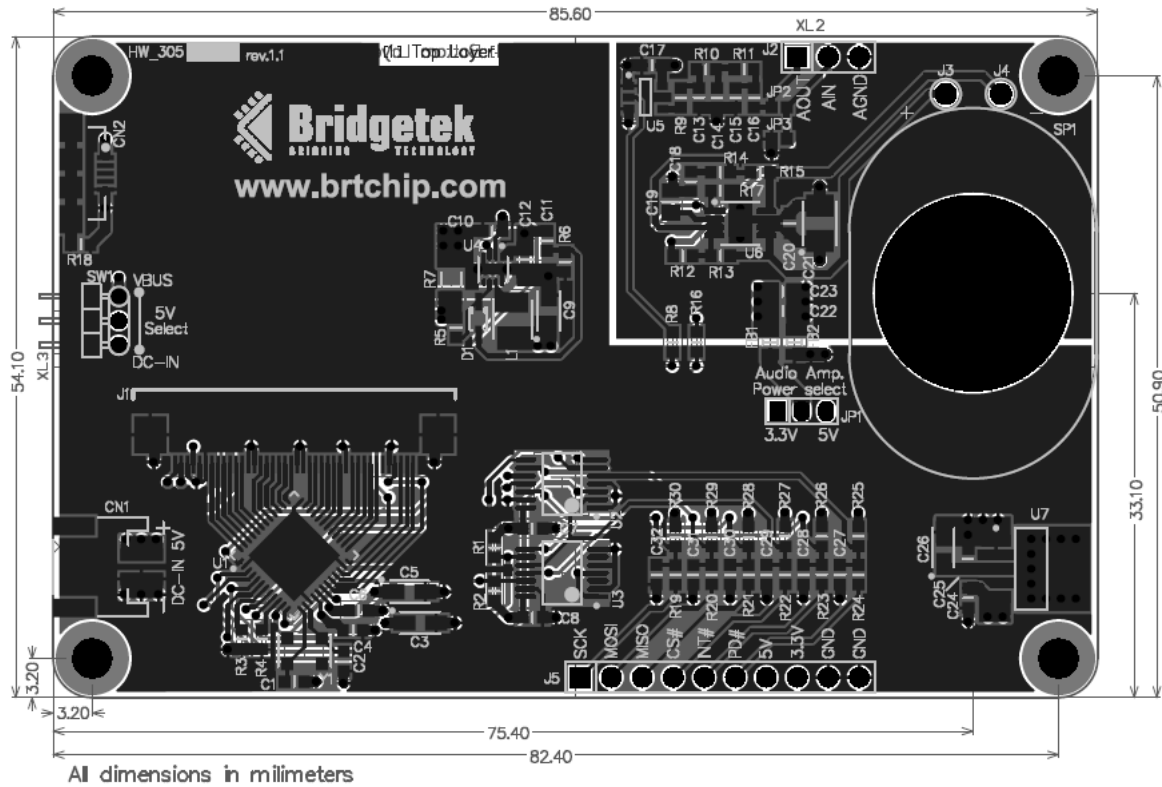 85.60
XL2
HW_305 rev.1.1
C17 R10 R11 J2
J3 J4
AOUT AIN AGND
JP2
U5 R9 C13 C14 C15 C16 JP3
+ − SP1
CN2
Bridgetek
BRIDGING TECHNOLOGY
www.brtchip.com
C18 R14 R15
R17
C19
C10 U4 C12 C11 R6
R18
R12 R13 U6 C20 C21
SW1 VBUS
R7
C23
C22
5V
Select
R5 D1 L1 C9
R8 R16
XL3
DC-IN
54.10
50.90
Audio Amp.
Power select
J1
JP1
3.3V 5V
33.10
CN1
DC-IN 5V
R30 R29 R28 R27 R26 R25
U7
C28 C27
C26
C25
C24
R1
R2
U3
C5
C3
C8
R19 R20 R21 R22 R23 R24
R3 R4 C1 C2
SCK MOSI MISO CS# INT# PD# 5V 3.3V GND GND
J5
3.20
3.20
75.40
82.40
All dimensions in milimeters